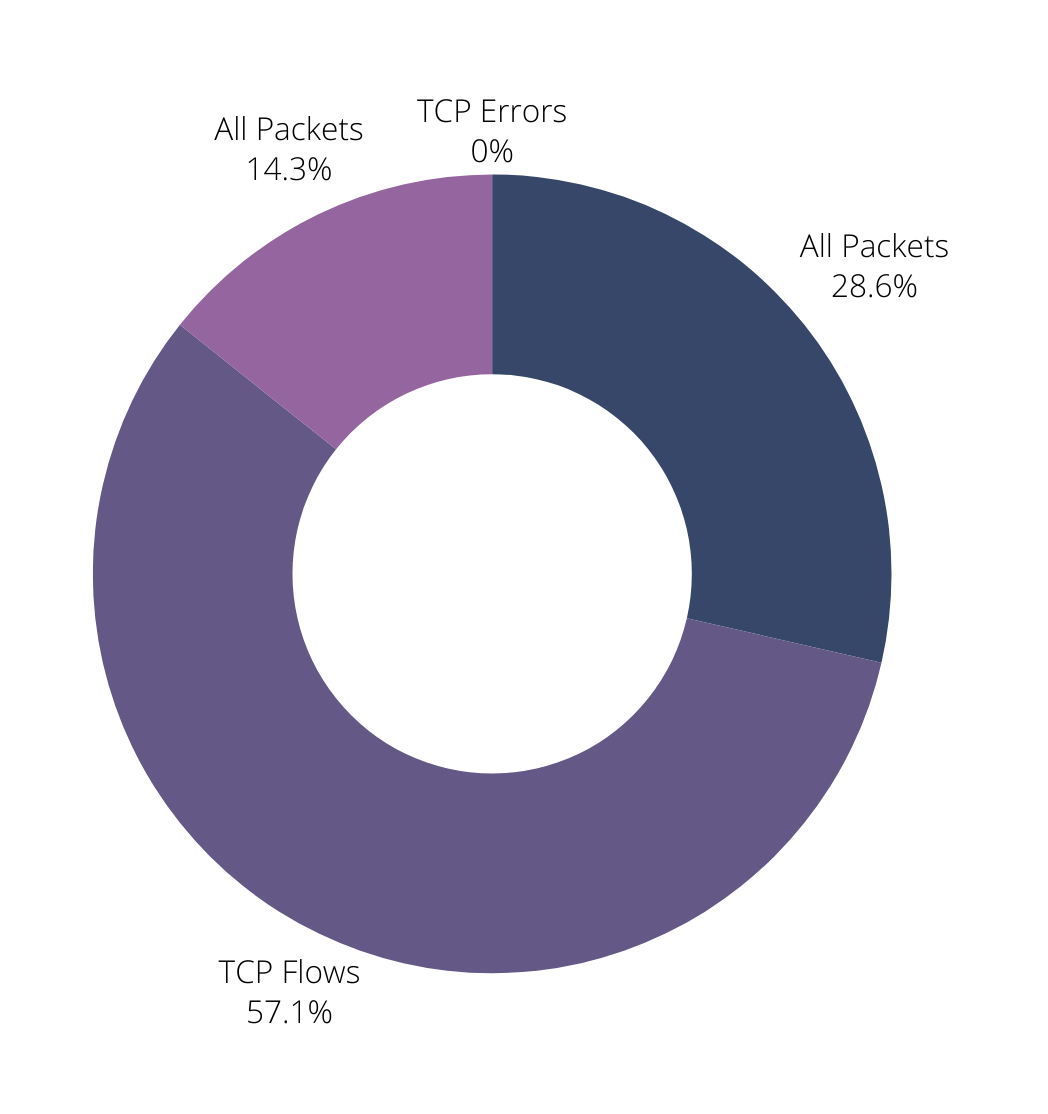 TCP Errors
0%
All Packets
14.3%
All Packets
28.6%
TCP Flows
57.1%